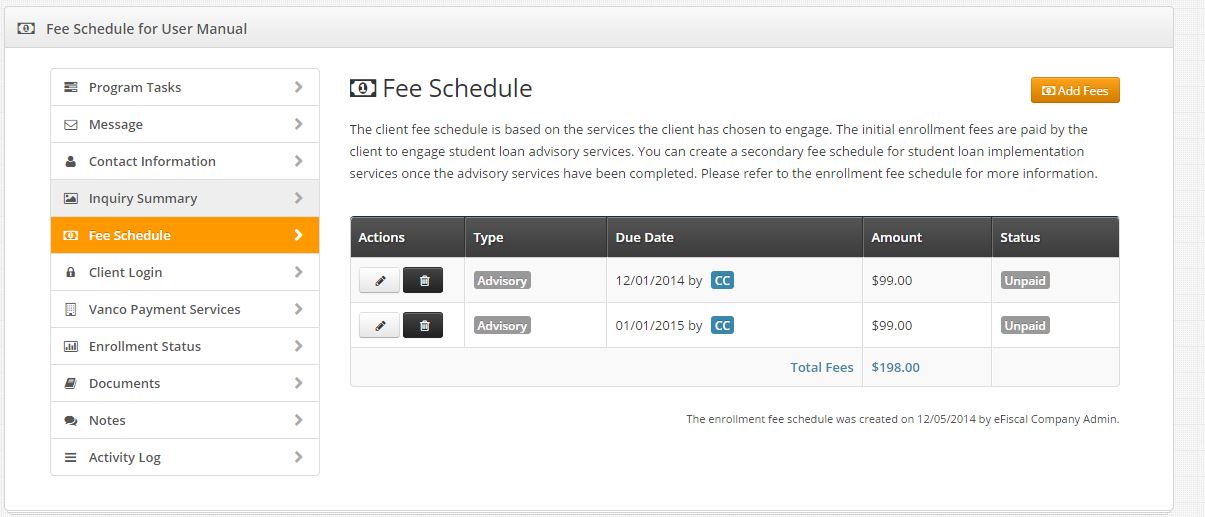 Fee Schedule for User Manual
Program Tasks
Message
Contact Information
Inquiry Summary
Fee Schedule
Client Login
Vanco Payment Services
Enrollment Status
Documents
Notes
Activity Log
Fee Schedule
Add Fees
The client fee schedule is based on the services the client has chosen to engage. The initial enrollment fees are paid by the
client to engage student loan advisory services. You can create a secondary fee schedule for student loan implementation
services once the advisory services have been completed. Please refer to the enrollment fee schedule for more information.
Actions Type Due Date Amount Status
Advisory 12/01/2014 by CC $99.00 Unpaid
Advisory 01/01/2015 by CC $99.00 Unpaid
Total Fees $198.00
The enrollment fee schedule was created on 12/05/2014 by eFiscal Company Admin.